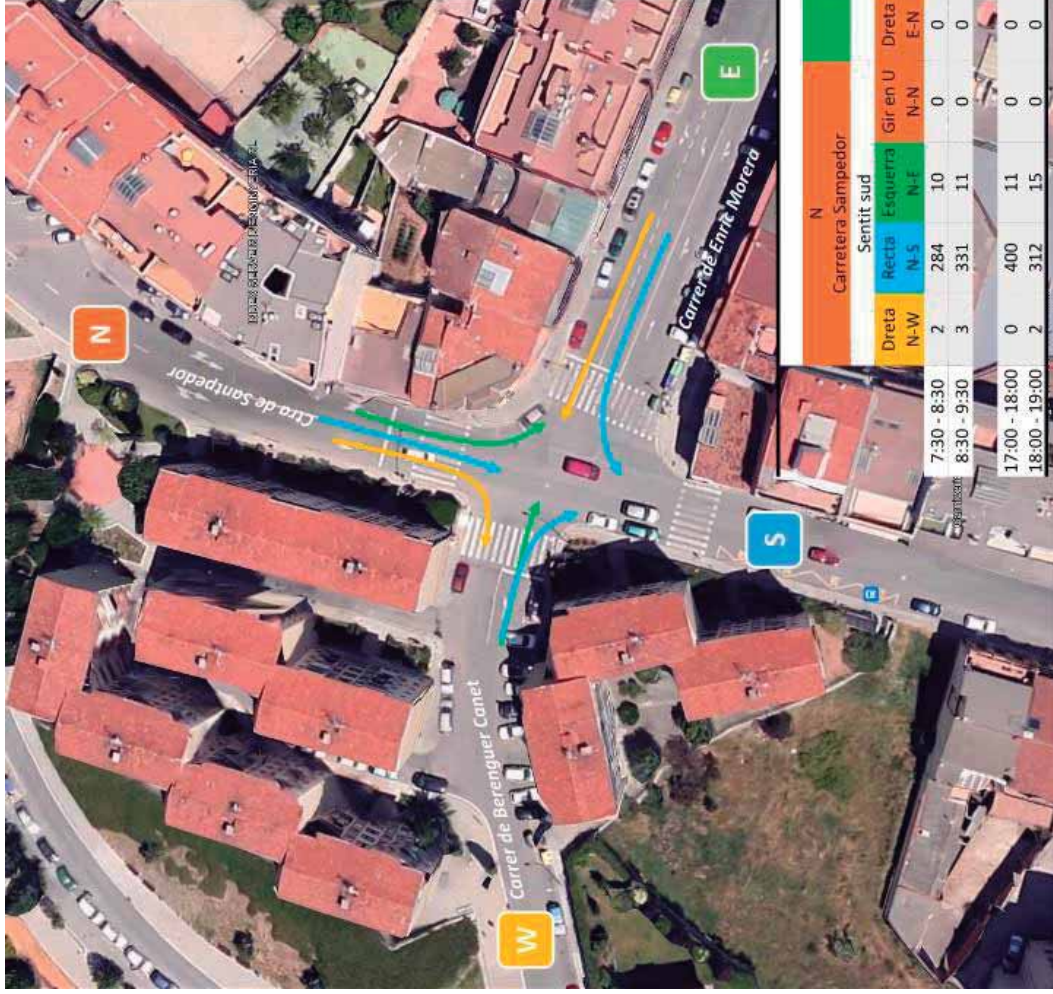 N
Ctra de Santpedor
E
Carrer de Enric Morera
S
W
Carrer de Berenguer Canet
N
Carretera Sampedor
Sentit sud
Dreta Recta Esquerra Gir en U Dreta
N-W N-S N-E N-N E-N
7:30 - 8:30 2 284 10 0 0
8:30 - 9:30 3 331 11 0 0
17:00 - 18:00 0 400 11 0 0
18:00 - 19:00 2 312 15 0 0